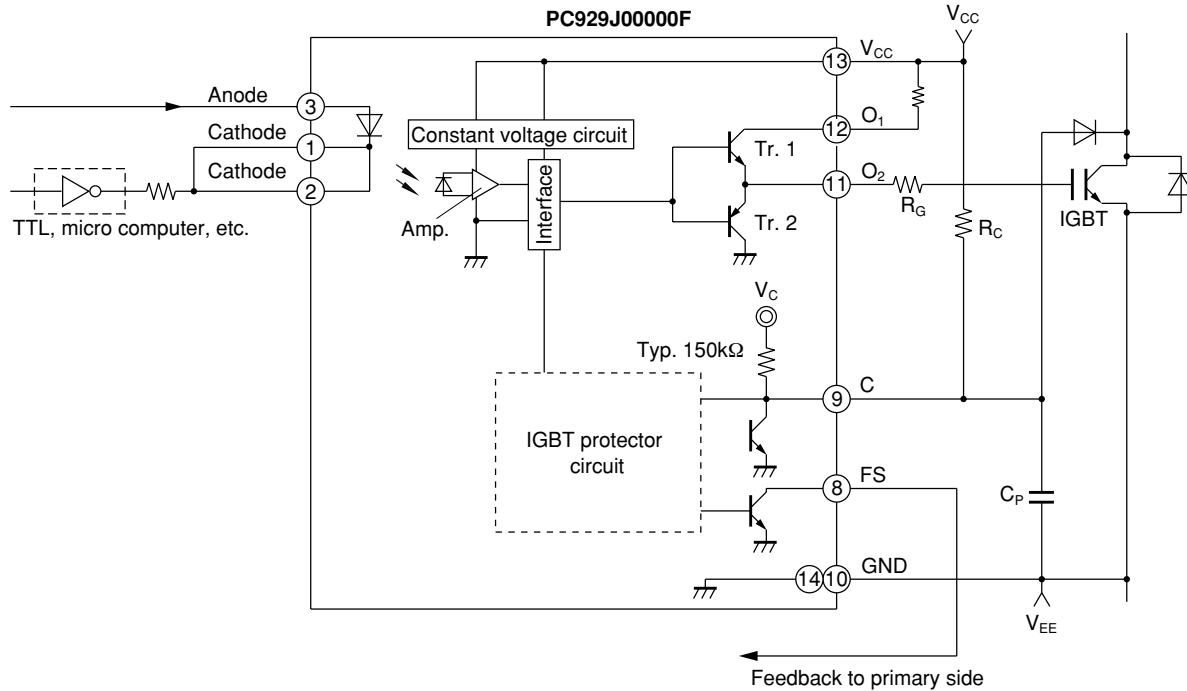 PC929J00000F
VCC
13
VCC
Anode
3
Constant voltage circuit
12
O1
Cathode
1
Tr. 1
Cathode
2
Interface
11
O2
RG
Amp.
Tr. 2
IGBT
RC
TTL, micro computer, etc.
VC
Typ. 150kΩ
9
C
IGBT protector
circuit
8
FS
CP
14
10
GND
VEE
Feedback to primary side